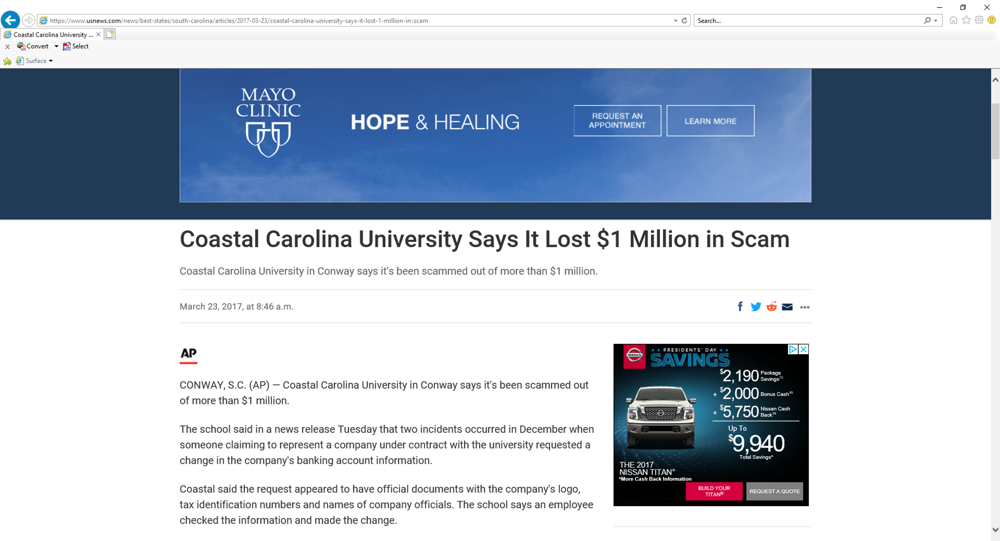 https://www.usnews.com/news/best-states/south-carolina/articles/2017-03-23/coastal-carolina-university-says-it-lost-1-million-in-scam
Search...
Coastal Carolina University ...
Convert
Select
Surface
MAYO
CLINIC
HOPE & HEALING
REQUEST AN
APPOINTMENT
LEARN MORE
Coastal Carolina University Says It Lost $1 Million in Scam
Coastal Carolina University in Conway says it's been scammed out of more than $1 million.
March 23, 2017, at 8:46 a.m.
AP
CONWAY, S.C. (AP) — Coastal Carolina University in Conway says it's been scammed out
of more than $1 million.
The school said in a news release Tuesday that two incidents occurred in December when
someone claiming to represent a company under contract with the university requested a
change in the company's banking account information.
Coastal said the request appeared to have official documents with the company's logo,
tax identification numbers and names of company officials. The school says an employee
checked the information and made the change.
NISSAN
PRESIDENTS' DAY
SAVINGS
$2,190 Package
Savings[1]
+ $2,000 Bonus Cash[2]
+ $5,750 Nissan Cash
Back[3]
Up To
$9,940
Total Savings*
THE 2017
NISSAN TITAN®
*More Cash Back Information
BUILD YOUR
TITAN®
REQUEST A QUOTE